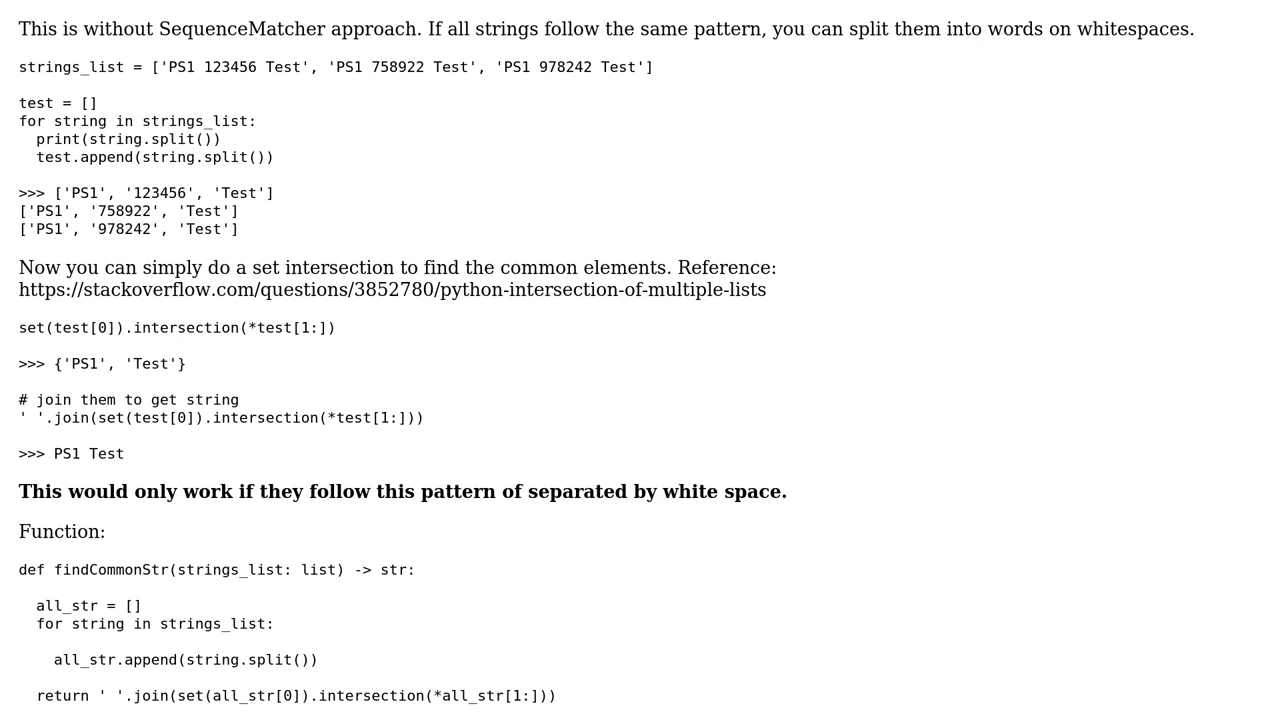 This is without SequenceMatcher approach. If all strings follow the same pattern, you can split them into words on whitespaces.
strings_list = ['PS1 123456 Test', 'PS1 758922 Test', 'PS1 978242 Test']
test = []
for string in strings_list:
  print(string.split())
  test.append(string.split())
>>> ['PS1', '123456', 'Test']
['PS1', '758922', 'Test']
['PS1', '978242', 'Test']
Now you can simply do a set intersection to find the common elements. Reference:
https://stackoverflow.com/questions/3852780/python-intersection-of-multiple-lists
set(test[0]).intersection(*test[1:])
>>> {'PS1', 'Test'}
# join them to get string
' '.join(set(test[0]).intersection(*test[1:]))
>>> PS1 Test
This would only work if they follow this pattern of separated by white space.
Function:
def findCommonStr(strings_list: list) -> str:
  all_str = []
  for string in strings_list:
    all_str.append(string.split())
  return ' '.join(set(all_str[0]).intersection(*all_str[1:]))